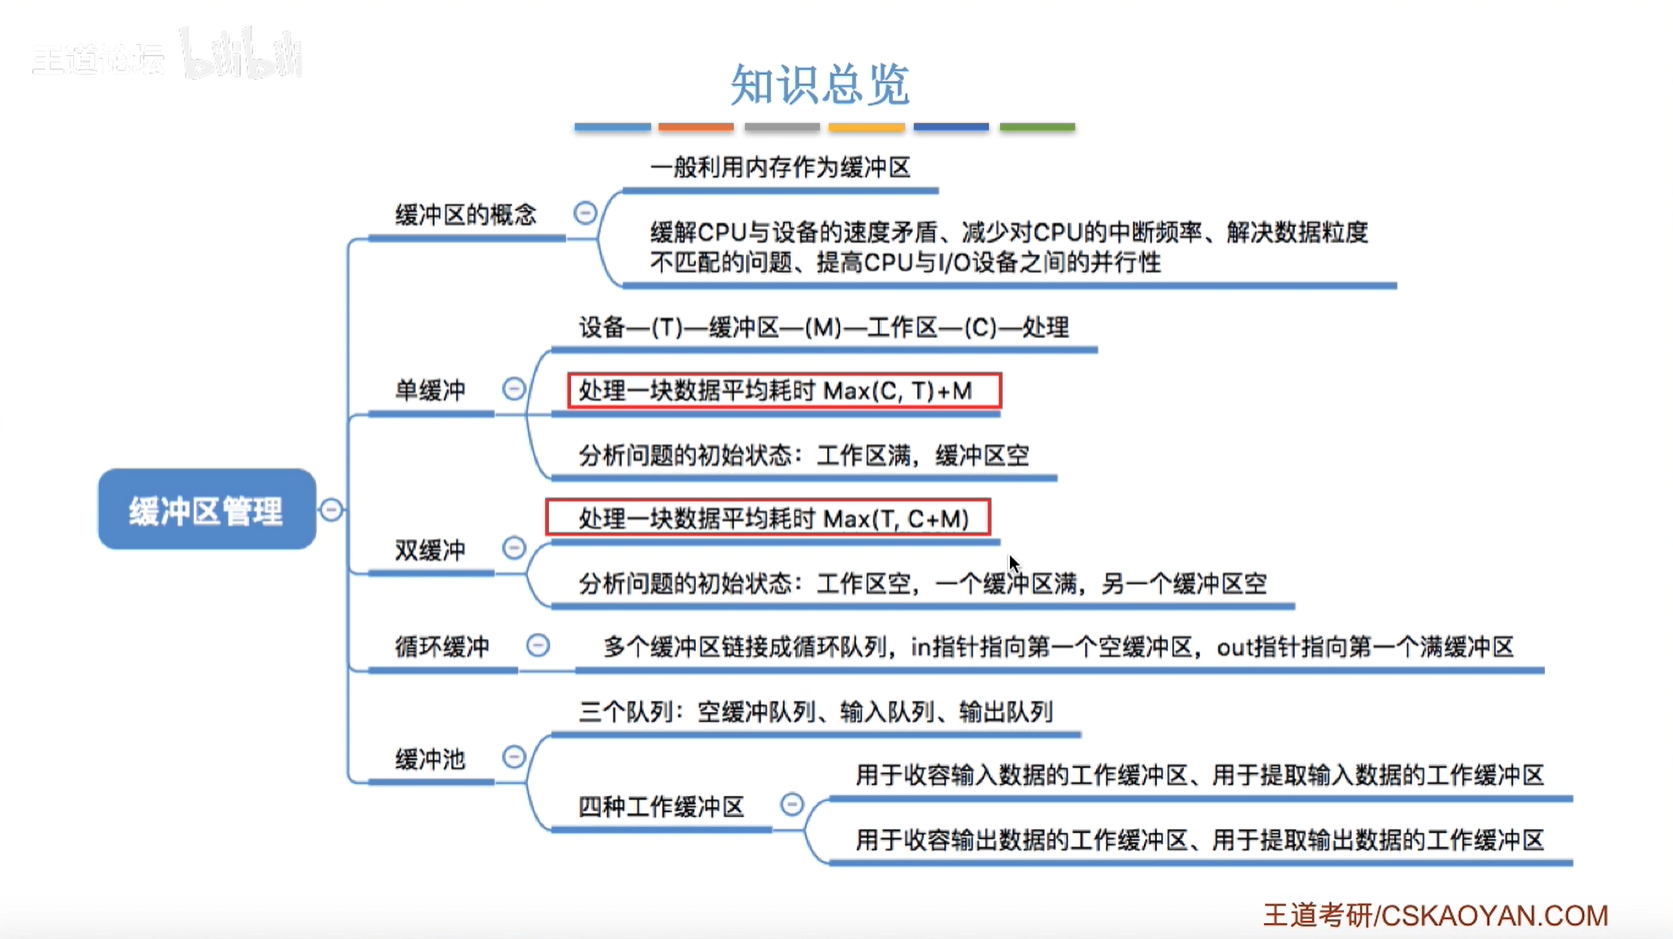 王道论坛 bilibili
知识总览
一般利用内存作为缓冲区
缓冲区的概念
缓解CPU与设备的速度矛盾、减少对CPU的中断频率、解决数据粒度
不匹配的问题、提高CPU与I/O设备之间的并行性
设备—(T)—缓冲区—(M)—工作区—(C)—处理
单缓冲
处理一块数据平均耗时 Max(C, T)+M
分析问题的初始状态：工作区满，缓冲区空
缓冲区管理
处理一块数据平均耗时 Max(T, C+M)
双缓冲
分析问题的初始状态：工作区空，一个缓冲区满，另一个缓冲区空
循环缓冲
多个缓冲区链接成循环队列，in指针指向第一个空缓冲区，out指针指向第一个满缓冲区
三个队列：空缓冲队列、输入队列、输出队列
缓冲池
四种工作缓冲区
用于收容输入数据的工作缓冲区、用于提取输入数据的工作缓冲区
用于收容输出数据的工作缓冲区、用于提取输出数据的工作缓冲区
王道考研/CSKAOYAN.COM